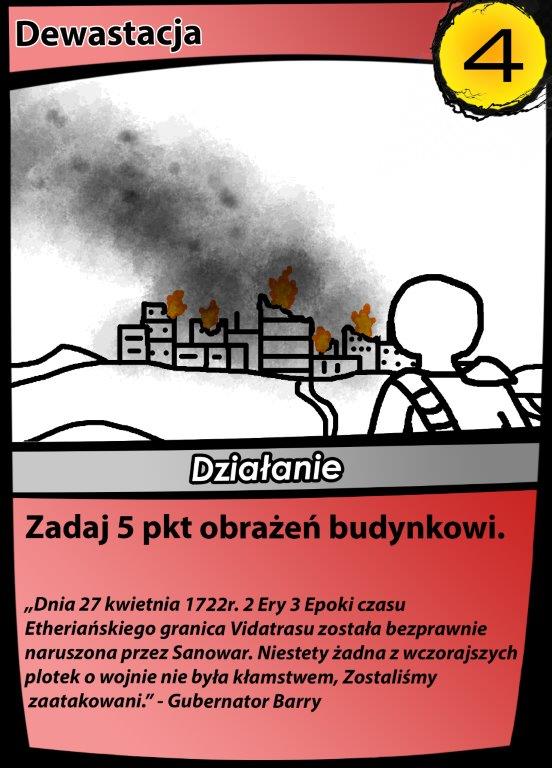 Dewastacja
4
Działanie
Zadaj 5 pkt obrażeń budynkowi.
„Dnia 27 kwietnia 1722r. 2 Ery 3 Epoki czasu
Etheriańskiego granica Vidatrasu została bezprawnie
naruszona przez Sanowar. Niestety żadna z wczorajszych
plotek o wojnie nie była kłamstwem, Zostaliśmy
zaatakowani.” - Gubernator Barry